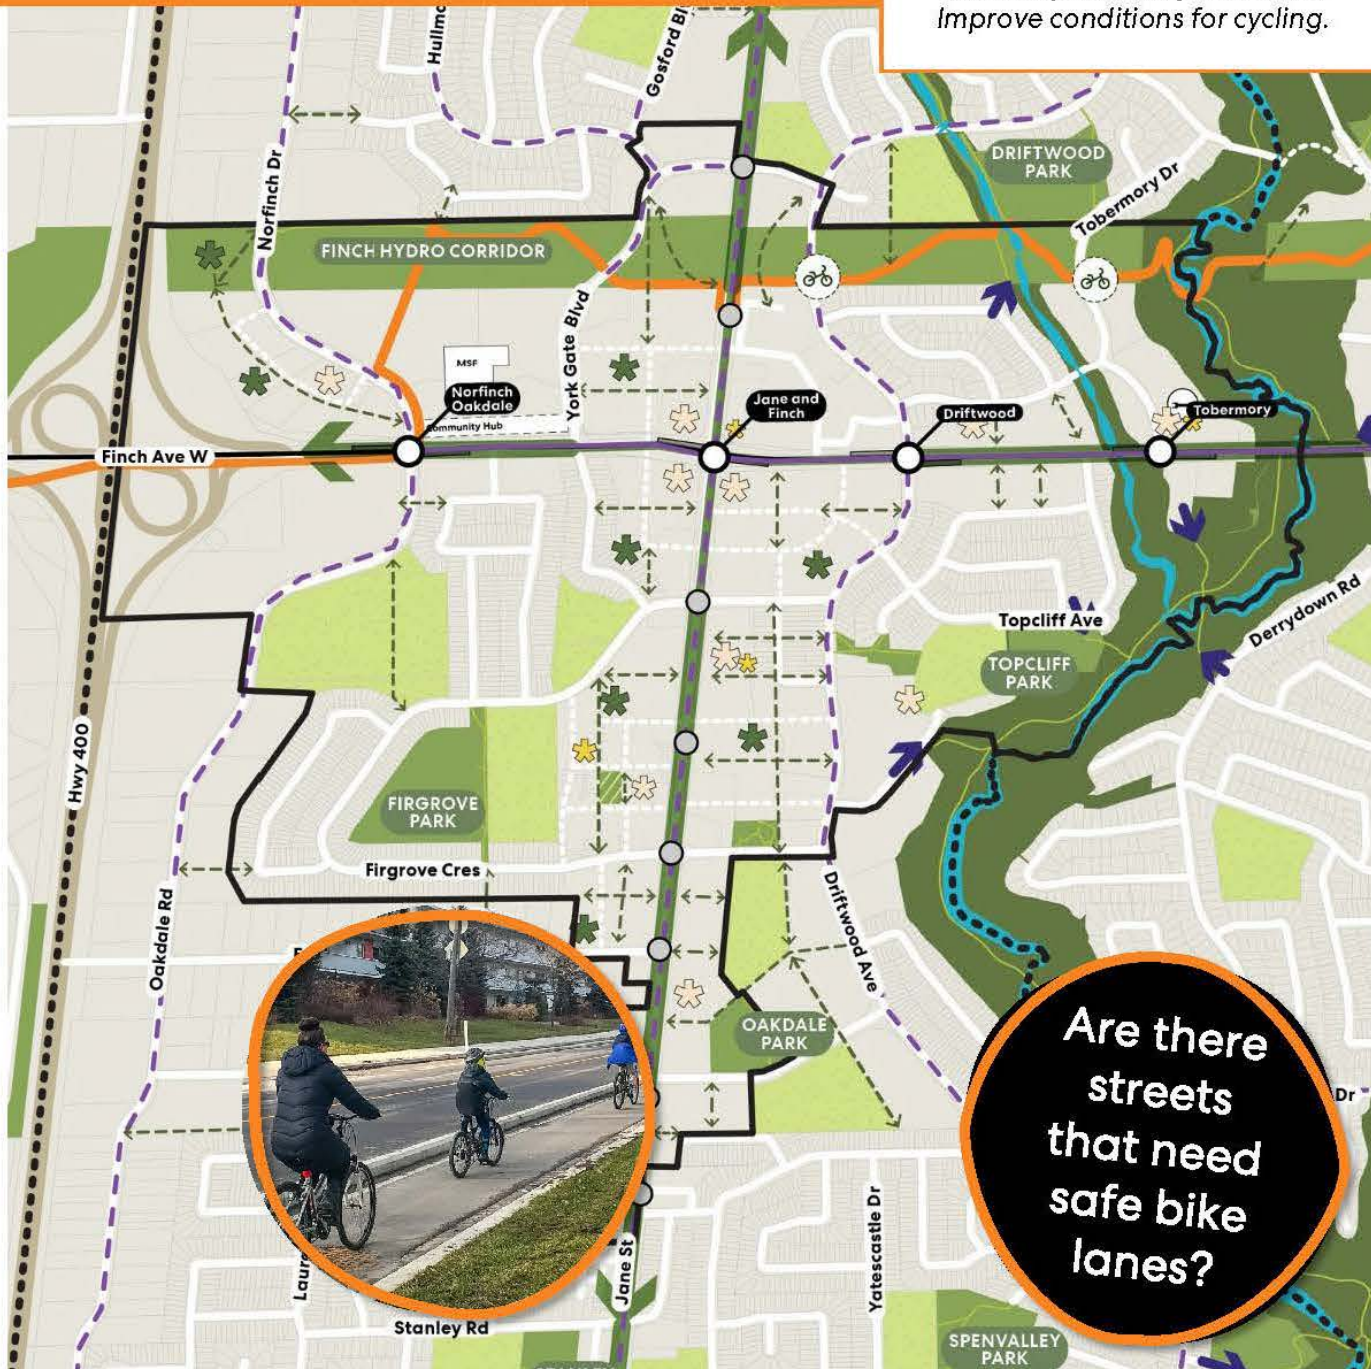 Improve conditions for cycling.
Gosford Bl
Norfinch Dr
DRIFTWOOD
PARK
Tobermory Dr
FINCH HYDRO CORRIDOR
York Gate Blvd
MSF
Norfinch
Oakdale
Community Hub
Jane and
Finch
Driftwood
Tobermory
Finch Ave W
Topcliff Ave
Derrydown Rd
TOPCLIFF
PARK
Hwy 400
FIRGROVE
PARK
Firgrove Cres
Oakdale Rd
Driftwood Ave
OAKDALE
PARK
Are there
streets
that need
safe bike
lanes?
Dr
Jane St
Yatescastle Dr
Stanley Rd
SPENVALLEY
PARK